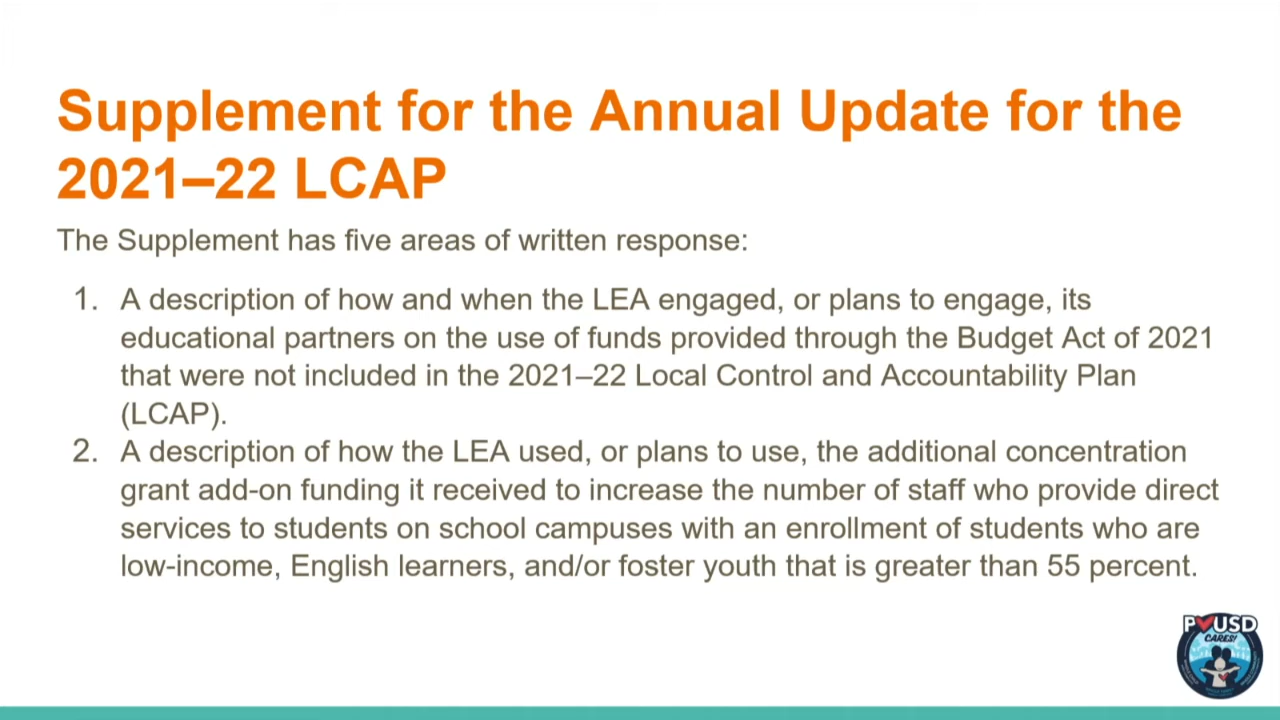 Supplement for the Annual Update for the
2021–22 LCAP
The Supplement has five areas of written response:
1. A description of how and when the LEA engaged, or plans to engage, its
educational partners on the use of funds provided through the Budget Act of 2021
that were not included in the 2021–22 Local Control and Accountability Plan
(LCAP).
2. A description of how the LEA used, or plans to use, the additional concentration
grant add-on funding it received to increase the number of staff who provide direct
services to students on school campuses with an enrollment of students who are
low-income, English learners, and/or foster youth that is greater than 55 percent.
P♥USD
CARES!